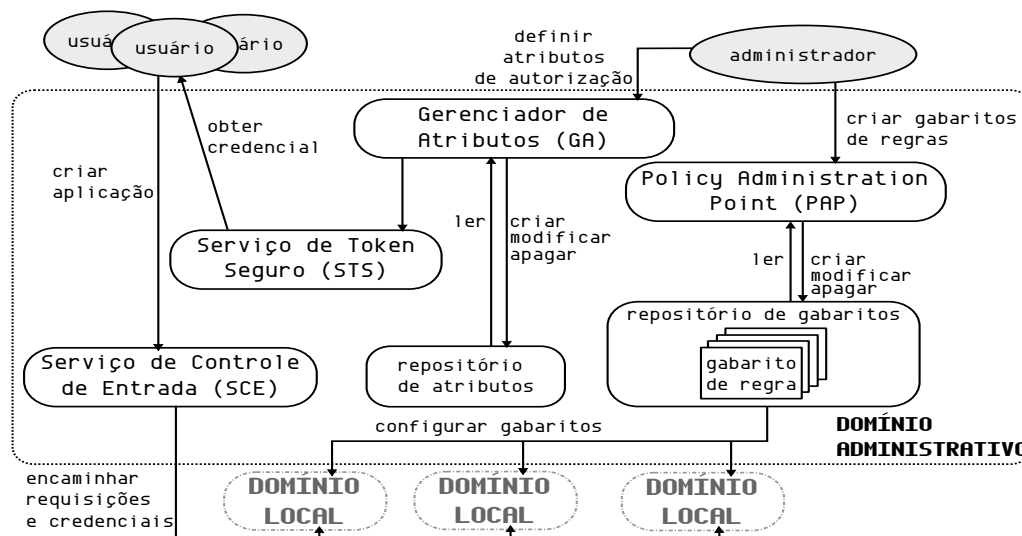 usuá
usuário
ário
definir
atributos
de autorização
administrador
Gerenciador de
Atributos (GA)
obter
credencial
criar gabaritos
de regras
criar
aplicação
Policy Administration
Point (PAP)
ler
criar
modificar
apagar
Serviço de Token
Seguro (STS)
ler
criar
modificar
apagar
repositório de gabaritos
Serviço de Controle
de Entrada (SCE)
repositório
de atributos
gabarito
de regra
configurar gabaritos
DOMÍNIO
ADMINISTRATIVO
encaminhar
requisições
e credenciais
DOMÍNIO
LOCAL
DOMÍNIO
LOCAL
DOMÍNIO
LOCAL